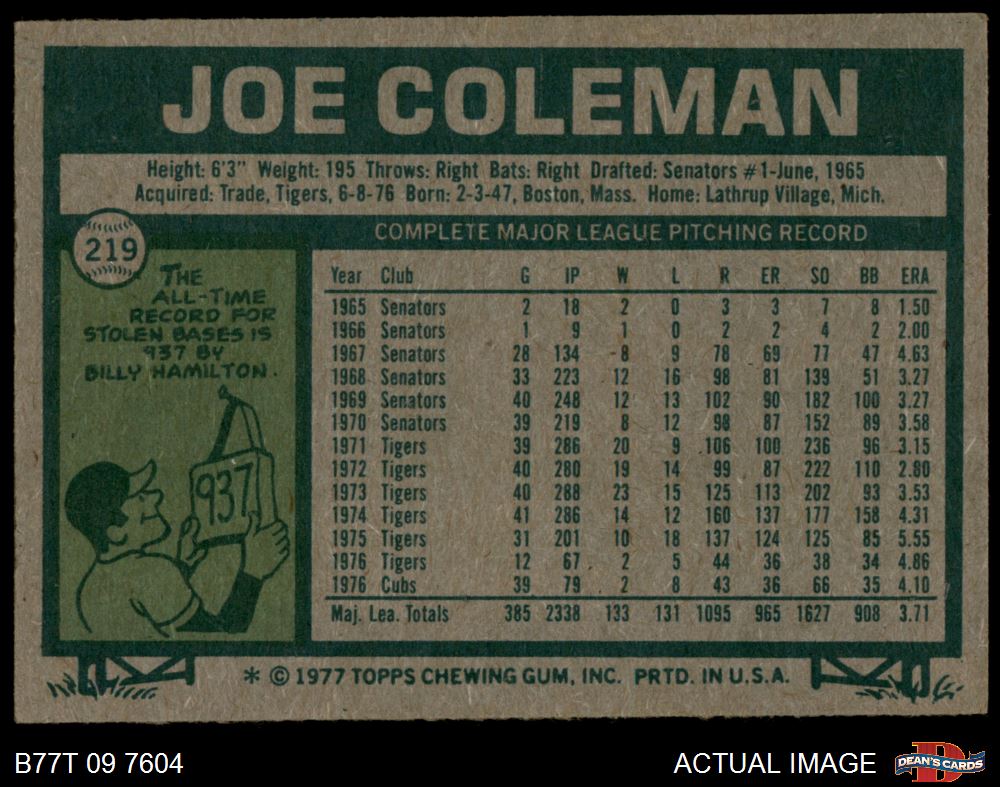 JOE COLEMAN
Height: 6'3" Weight: 195 Throws: Right Bats: Right Drafted: Senators #1-June, 1965
Acquired: Trade, Tigers, 6-8-76 Born: 2-3-47, Boston, Mass. Home: Lathrup Village, Mich.
219
THE
ALL-TIME
RECORD FOR
STOLEN BASES IS
937 BY
BILLY HAMILTON.
937
COMPLETE MAJOR LEAGUE PITCHING RECORD
Year Club G IP W L R ER SO BB ERA
1965 Senators 2 18 2 0 3 3 7 8 1.50
1966 Senators 1 9 1 0 2 2 4 2 2.00
1967 Senators 28 134 8 9 78 69 77 47 4.63
1968 Senators 33 223 12 16 98 81 139 51 3.27
1969 Senators 40 248 12 13 102 90 182 100 3.27
1970 Senators 39 219 8 12 98 87 152 89 3.58
1971 Tigers 39 286 20 9 106 100 236 96 3.15
1972 Tigers 40 280 19 14 99 87 222 110 2.80
1973 Tigers 40 288 23 15 125 113 202 93 3.53
1974 Tigers 41 286 14 12 160 137 177 158 4.31
1975 Tigers 31 201 10 18 137 124 125 85 5.55
1976 Tigers 12 67 2 5 44 36 38 34 4.86
1976 Cubs 39 79 2 8 43 36 66 35 4.10
Maj. Lea. Totals 385 2338 133 131 1095 965 1627 908 3.71
* © 1977 TOPPS CHEWING GUM, INC. PRTD. IN U.S.A.
B77T 09 7604
ACTUAL IMAGE
DEAN'S CARDS